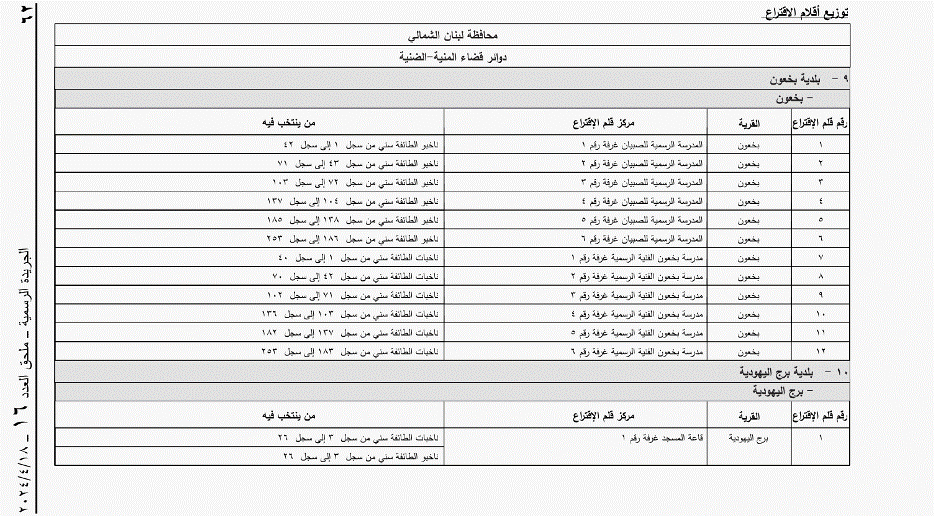 توزيع أقلام الإقتراع
محافظة لبنان الشمالي
دوائر قضاء المنية-الضنية
٩ - بلدية بخعون
- بخعون
رقم قلم الإقتراع القرية مركز قلم الإقتراع من ينتخب فيه
١ بخعون المدرسة الرسمية للصبيان غرفة رقم ١ ناخبو الطائفة سني من سجل ١ إلى سجل ٤٢
٢ بخعون المدرسة الرسمية للصبيان غرفة رقم ٢ ناخبو الطائفة سني من سجل ٤٣ إلى سجل ٧١
٣ بخعون المدرسة الرسمية للصبيان غرفة رقم ٣ ناخبو الطائفة سني من سجل ٧٢ إلى سجل ١٠٣
٤ بخعون المدرسة الرسمية للصبيان غرفة رقم ٤ ناخبو الطائفة سني من سجل ١٠٤ إلى سجل ١٣٧
٥ بخعون المدرسة الرسمية للصبيان غرفة رقم ٥ ناخبو الطائفة سني من سجل ١٣٨ إلى سجل ١٨٥
٦ بخعون المدرسة الرسمية للصبيان غرفة رقم ٦ ناخبو الطائفة سني من سجل ١٨٦ إلى سجل ٢٥٣
٧ بخعون مدرسة بخعون الفنية الرسمية غرفة رقم ١ ناخبات الطائفة سني من سجل ١ إلى سجل ٤٠
٨ بخعون مدرسة بخعون الفنية الرسمية غرفة رقم ٢ ناخبات الطائفة سني من سجل ٤٢ إلى سجل ٧٠
٩ بخعون مدرسة بخعون الفنية الرسمية غرفة رقم ٣ ناخبات الطائفة سني من سجل ٧١ إلى سجل ١٠٢
١٠ بخعون مدرسة بخعون الفنية الرسمية غرفة رقم ٤ ناخبات الطائفة سني من سجل ١٠٣ إلى سجل ١٣٦
١١ بخعون مدرسة بخعون الفنية الرسمية غرفة رقم ٥ ناخبات الطائفة سني من سجل ١٣٧ إلى سجل ١٨٢
١٢ بخعون مدرسة بخعون الفنية الرسمية غرفة رقم ٦ ناخبات الطائفة سني من سجل ١٨٣ إلى سجل ٢٥٣
١٠ - بلدية برج اليهودية
- برج اليهودية
رقم قلم الإقتراع القرية مركز قلم الإقتراع من ينتخب فيه
١ برج اليهودية قاعة المسجد غرفة رقم ١ ناخبات الطائفة سني من سجل ٣ إلى سجل ٢٦
ناخبو الطائفة سني من سجل ٣ إلى سجل ٢٦
٦٢
الجريدة الرسمية ـ ملحق العدد ١٦ ـ ٢٠٢٤/٤/١٨